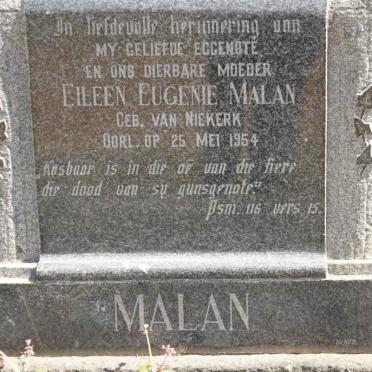 In liefdevolle herinnering aan
MY GELIEFDE EGGENOTE
EN ONS DIERBARE MOEDER
EILEEN EUGENIE MALAN
GEB. VAN NIEKERK
OORL. OP 25 MEI 1954
"Kosbaar is in die oë van die Here
die dood van sy gunsgenote."
Psm. 116 vers 15.
MALAN